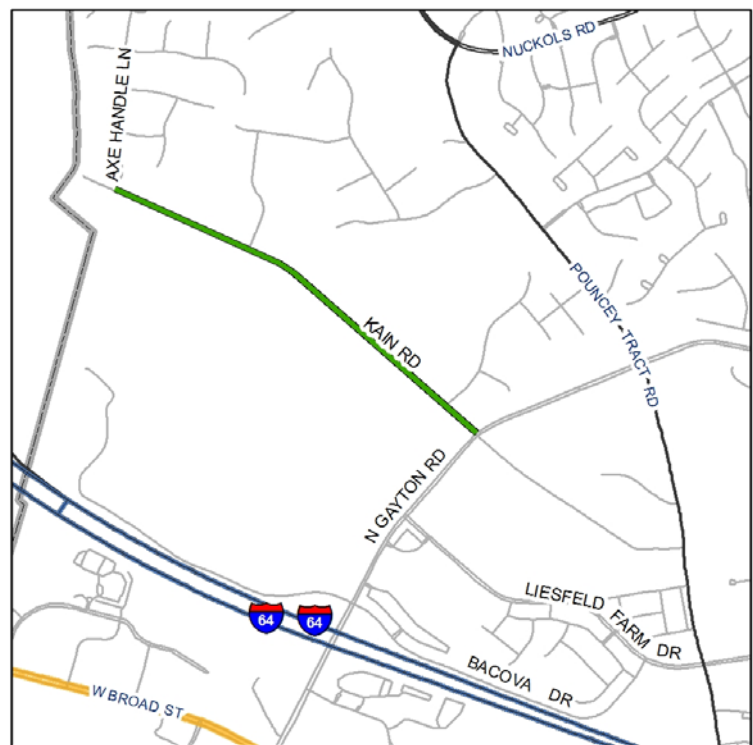 NUCKOLS RD
AXE HANDLE LN
POUNCEY TRACT RD
KAIN RD
N GAYTON RD
LIESFELD FARM DR
64
64
BACOVA DR
W BROAD ST